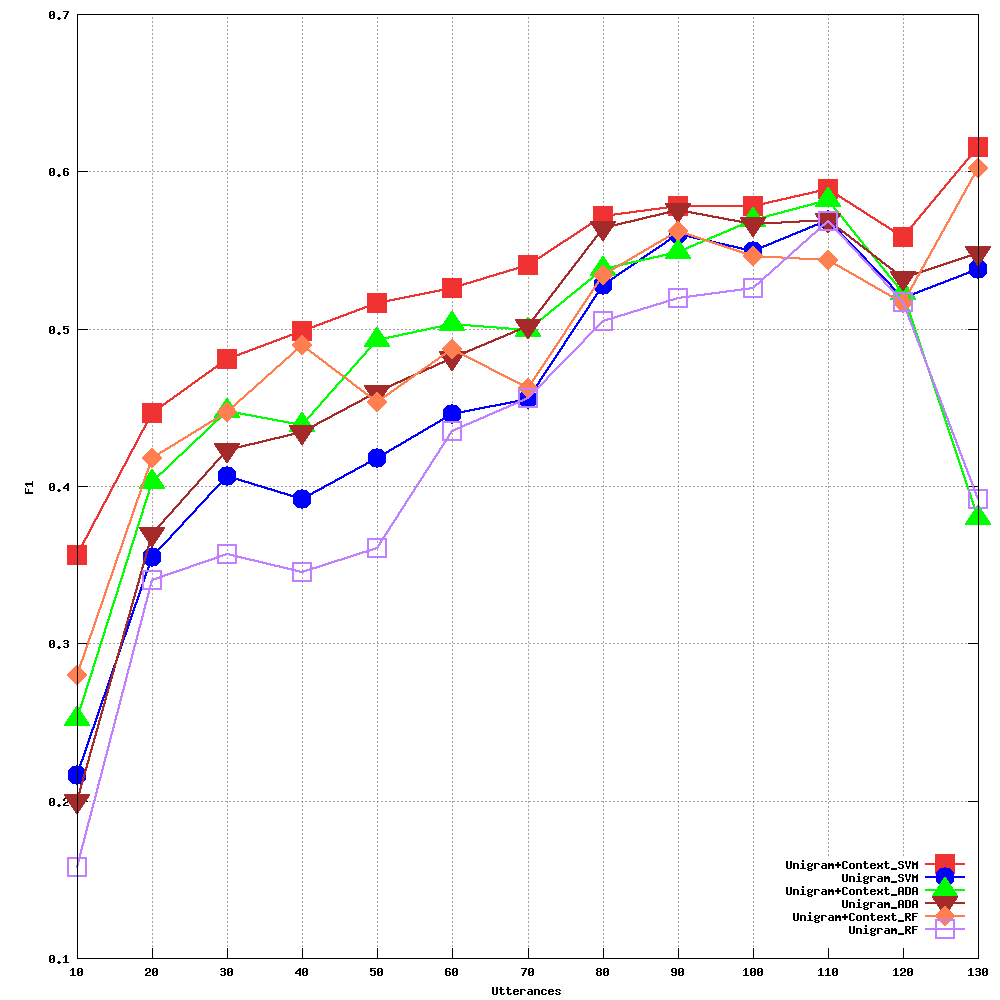 0.7
0.6
0.5
0.4
0.3
0.2
0.1
F1
10 20 30 40 50 60 70 80 90 100 110 120 130
Utterances
Unigram+Context_SVM
Unigram_SVM
Unigram+Context_ADA
Unigram_ADA
Unigram+Context_RF
Unigram_RF